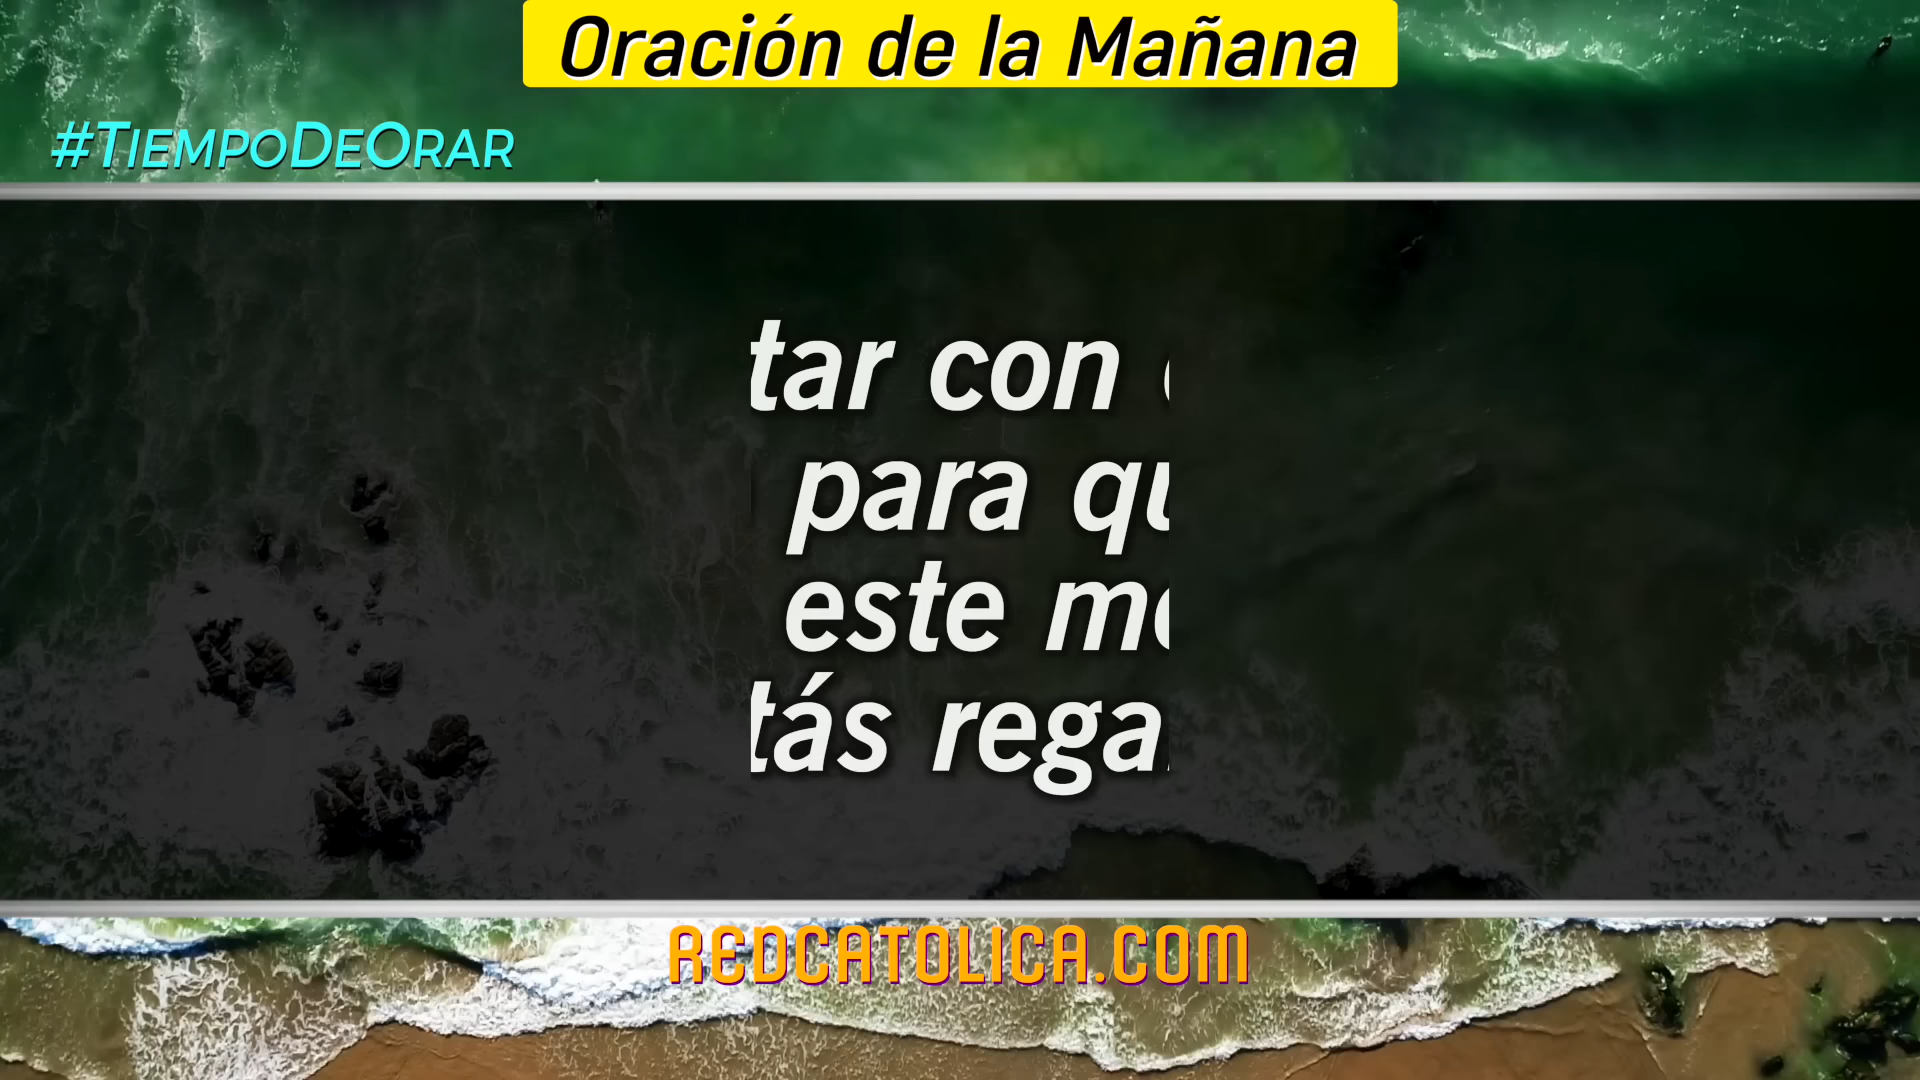 Oración de la Mañana
#TiempoDeOrar
tar con
para qu
este m
tás rega
REDCATOLICA.COM